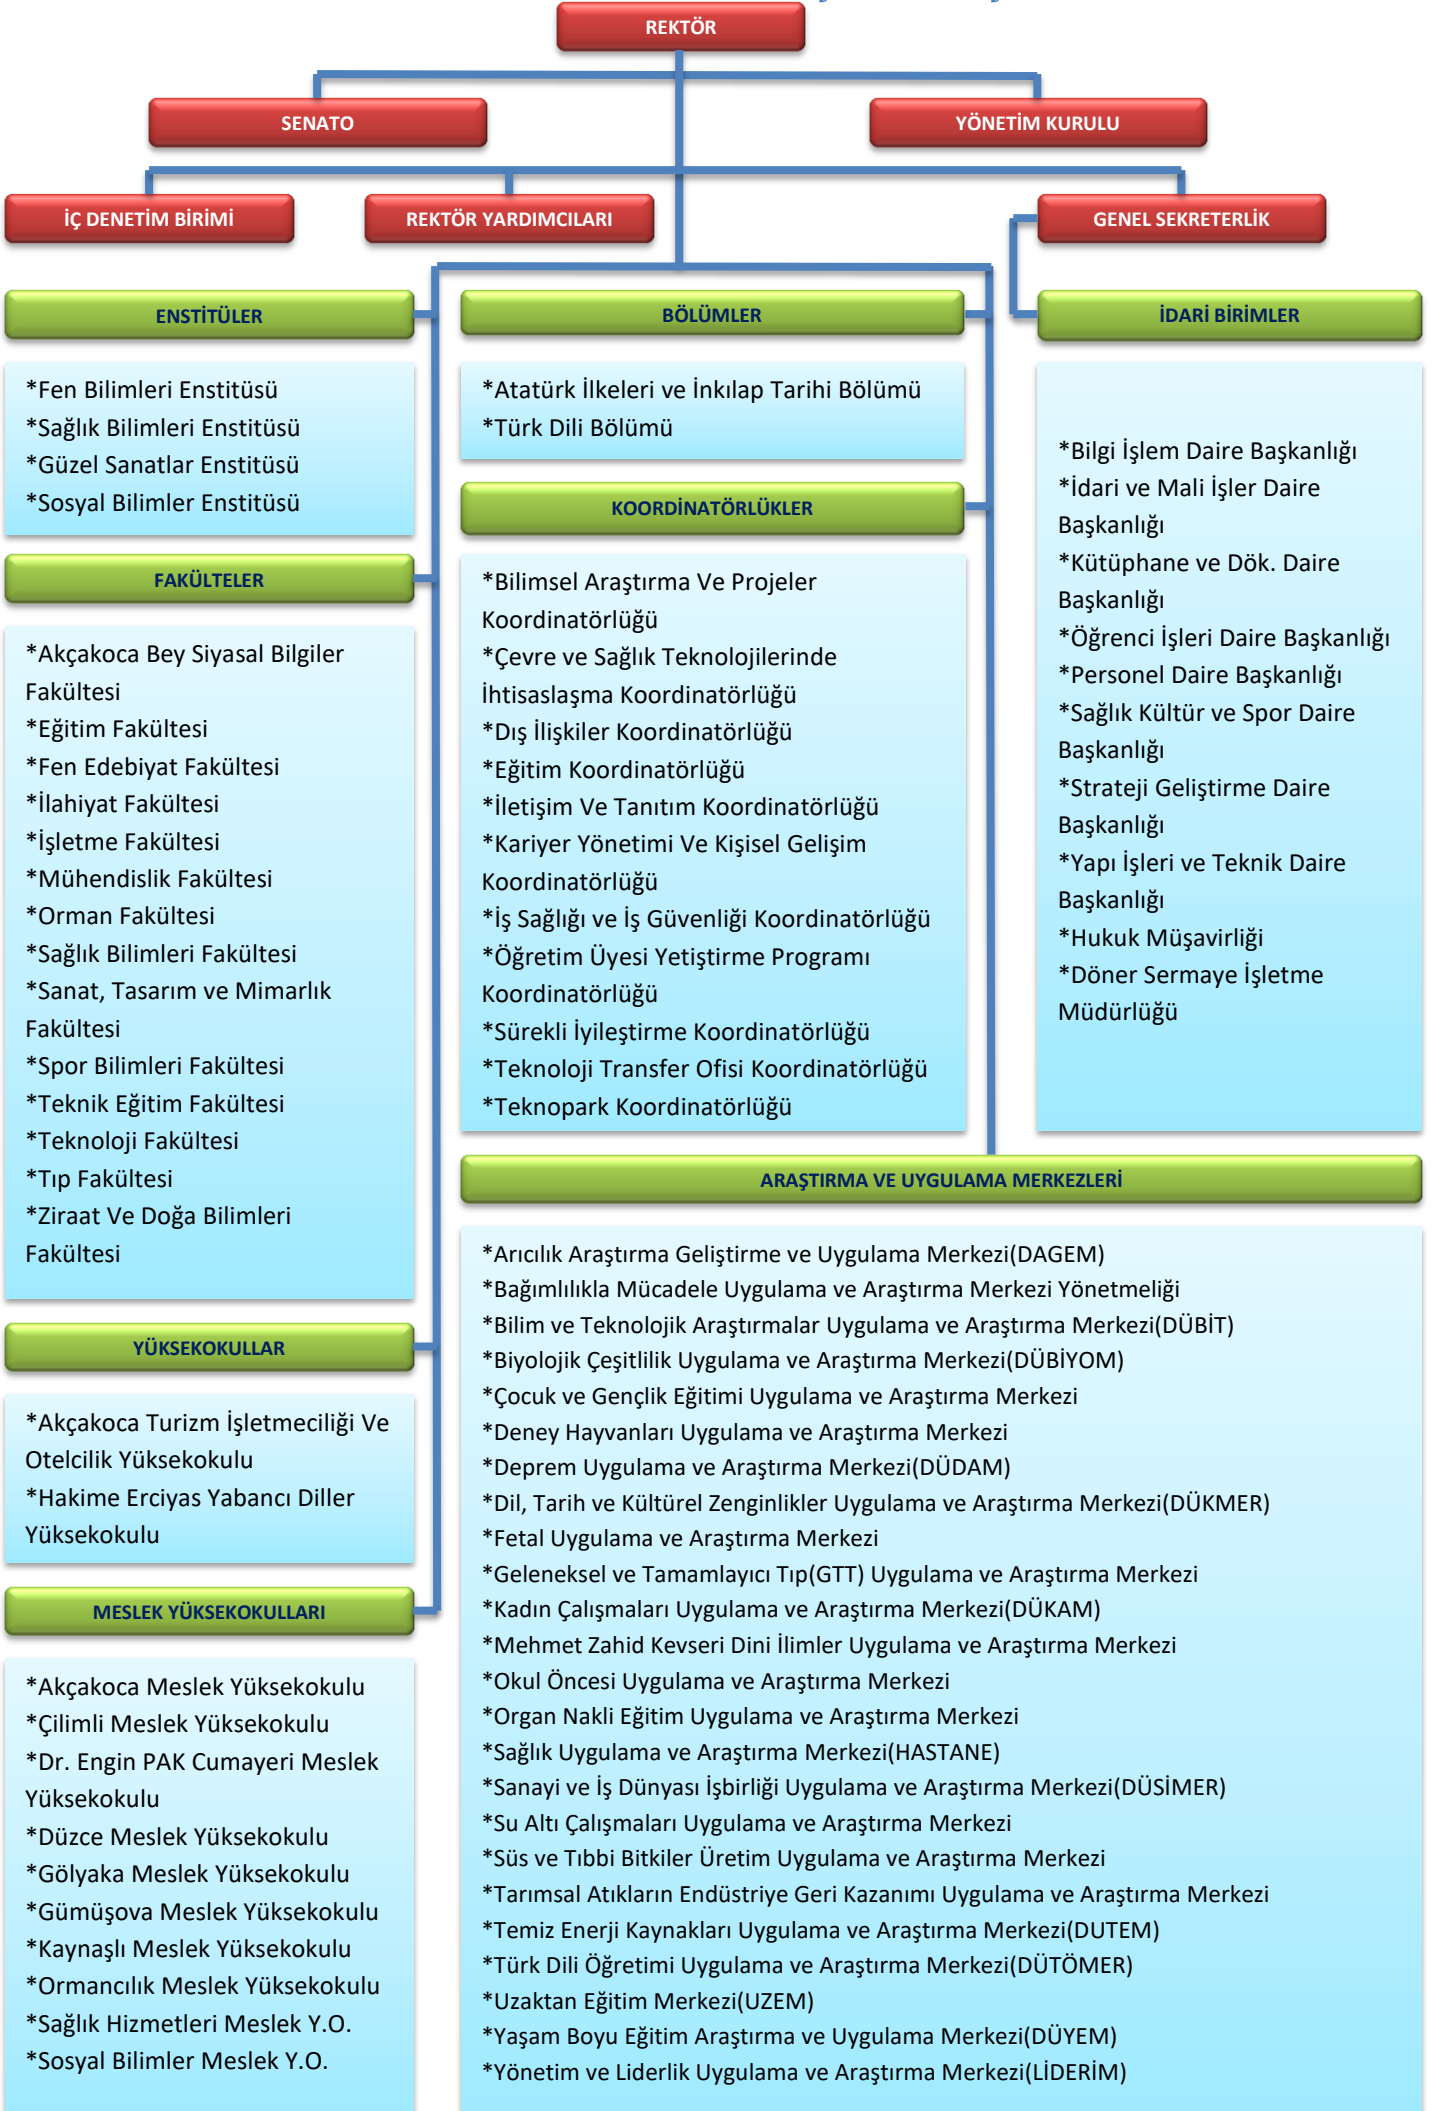 REKTÖR
SENATO
YÖNETİM KURULU
İÇ DENETİM BİRİMİ
REKTÖR YARDIMCILARI
GENEL SEKRETERLİK
ENSTİTÜLER
*Fen Bilimleri Enstitüsü
*Sağlık Bilimleri Enstitüsü
*Güzel Sanatlar Enstitüsü
*Sosyal Bilimler Enstitüsü
FAKÜLTELER
*Akçakoca Bey Siyasal Bilgiler
Fakültesi
*Eğitim Fakültesi
*Fen Edebiyat Fakültesi
*İlahiyat Fakültesi
*İşletme Fakültesi
*Mühendislik Fakültesi
*Orman Fakültesi
*Sağlık Bilimleri Fakültesi
*Sanat, Tasarım ve Mimarlık
Fakültesi
*Spor Bilimleri Fakültesi
*Teknik Eğitim Fakültesi
*Teknoloji Fakültesi
*Tıp Fakültesi
*Ziraat Ve Doğa Bilimleri
Fakültesi
YÜKSEKOKULLAR
*Akçakoca Turizm İşletmeciliği Ve
Otelcilik Yüksekokulu
*Hakime Erciyas Yabancı Diller
Yüksekokulu
MESLEK YÜKSEKOKULLARI
*Akçakoca Meslek Yüksekokulu
*Çilimli Meslek Yüksekokulu
*Dr. Engin PAK Cumayeri Meslek
Yüksekokulu
*Düzce Meslek Yüksekokulu
*Gölyaka Meslek Yüksekokulu
*Gümüşova Meslek Yüksekokulu
*Kaynaşlı Meslek Yüksekokulu
*Ormancılık Meslek Yüksekokulu
*Sağlık Hizmetleri Meslek Y.O.
*Sosyal Bilimler Meslek Y.O.
BÖLÜMLER
*Atatürk İlkeleri ve İnkılap Tarihi Bölümü
*Türk Dili Bölümü
KOORDİNATÖRLÜKLER
*Bilimsel Araştırma Ve Projeler
Koordinatörlüğü
*Çevre ve Sağlık Teknolojilerinde
İhtisaslaşma Koordinatörlüğü
*Dış İlişkiler Koordinatörlüğü
*Eğitim Koordinatörlüğü
*İletişim Ve Tanıtım Koordinatörlüğü
*Kariyer Yönetimi Ve Kişisel Gelişim
Koordinatörlüğü
*İş Sağlığı ve İş Güvenliği Koordinatörlüğü
*Öğretim Üyesi Yetiştirme Programı
Koordinatörlüğü
*Sürekli İyileştirme Koordinatörlüğü
*Teknoloji Transfer Ofisi Koordinatörlüğü
*Teknopark Koordinatörlüğü
İDARİ BİRİMLER
*Bilgi İşlem Daire Başkanlığı
*İdari ve Mali İşler Daire
Başkanlığı
*Kütüphane ve Dök. Daire
Başkanlığı
*Öğrenci İşleri Daire Başkanlığı
*Personel Daire Başkanlığı
*Sağlık Kültür ve Spor Daire
Başkanlığı
*Strateji Geliştirme Daire
Başkanlığı
*Yapı İşleri ve Teknik Daire
Başkanlığı
*Hukuk Müşavirliği
*Döner Sermaye İşletme
Müdürlüğü
ARAŞTIRMA VE UYGULAMA MERKEZLERİ
*Arıcılık Araştırma Geliştirme ve Uygulama Merkezi(DAGEM)
*Bağımlılıkla Mücadele Uygulama ve Araştırma Merkezi Yönetmeliği
*Bilim ve Teknolojik Araştırmalar Uygulama ve Araştırma Merkezi(DÜBİT)
*Biyolojik Çeşitlilik Uygulama ve Araştırma Merkezi(DÜBİYOM)
*Çocuk ve Gençlik Eğitimi Uygulama ve Araştırma Merkezi
*Deney Hayvanları Uygulama ve Araştırma Merkezi
*Deprem Uygulama ve Araştırma Merkezi(DÜDAM)
*Dil, Tarih ve Kültürel Zenginlikler Uygulama ve Araştırma Merkezi(DÜKMER)
*Fetal Uygulama ve Araştırma Merkezi
*Geleneksel ve Tamamlayıcı Tıp(GTT) Uygulama ve Araştırma Merkezi
*Kadın Çalışmaları Uygulama ve Araştırma Merkezi(DÜKAM)
*Mehmet Zahid Kevseri Dini İlimler Uygulama ve Araştırma Merkezi
*Okul Öncesi Uygulama ve Araştırma Merkezi
*Organ Nakli Eğitim Uygulama ve Araştırma Merkezi
*Sağlık Uygulama ve Araştırma Merkezi(HASTANE)
*Sanayi ve İş Dünyası İşbirliği Uygulama ve Araştırma Merkezi(DÜSİMER)
*Su Altı Çalışmaları Uygulama ve Araştırma Merkezi
*Süs ve Tıbbi Bitkiler Üretim Uygulama ve Araştırma Merkezi
*Tarımsal Atıkların Endüstriye Geri Kazanımı Uygulama ve Araştırma Merkezi
*Temiz Enerji Kaynakları Uygulama ve Araştırma Merkezi(DUTEM)
*Türk Dili Öğretimi Uygulama ve Araştırma Merkezi(DÜTÖMER)
*Uzaktan Eğitim Merkezi(UZEM)
*Yaşam Boyu Eğitim Araştırma ve Uygulama Merkezi(DÜYEM)
*Yönetim ve Liderlik Uygulama ve Araştırma Merkezi(LİDERİM)